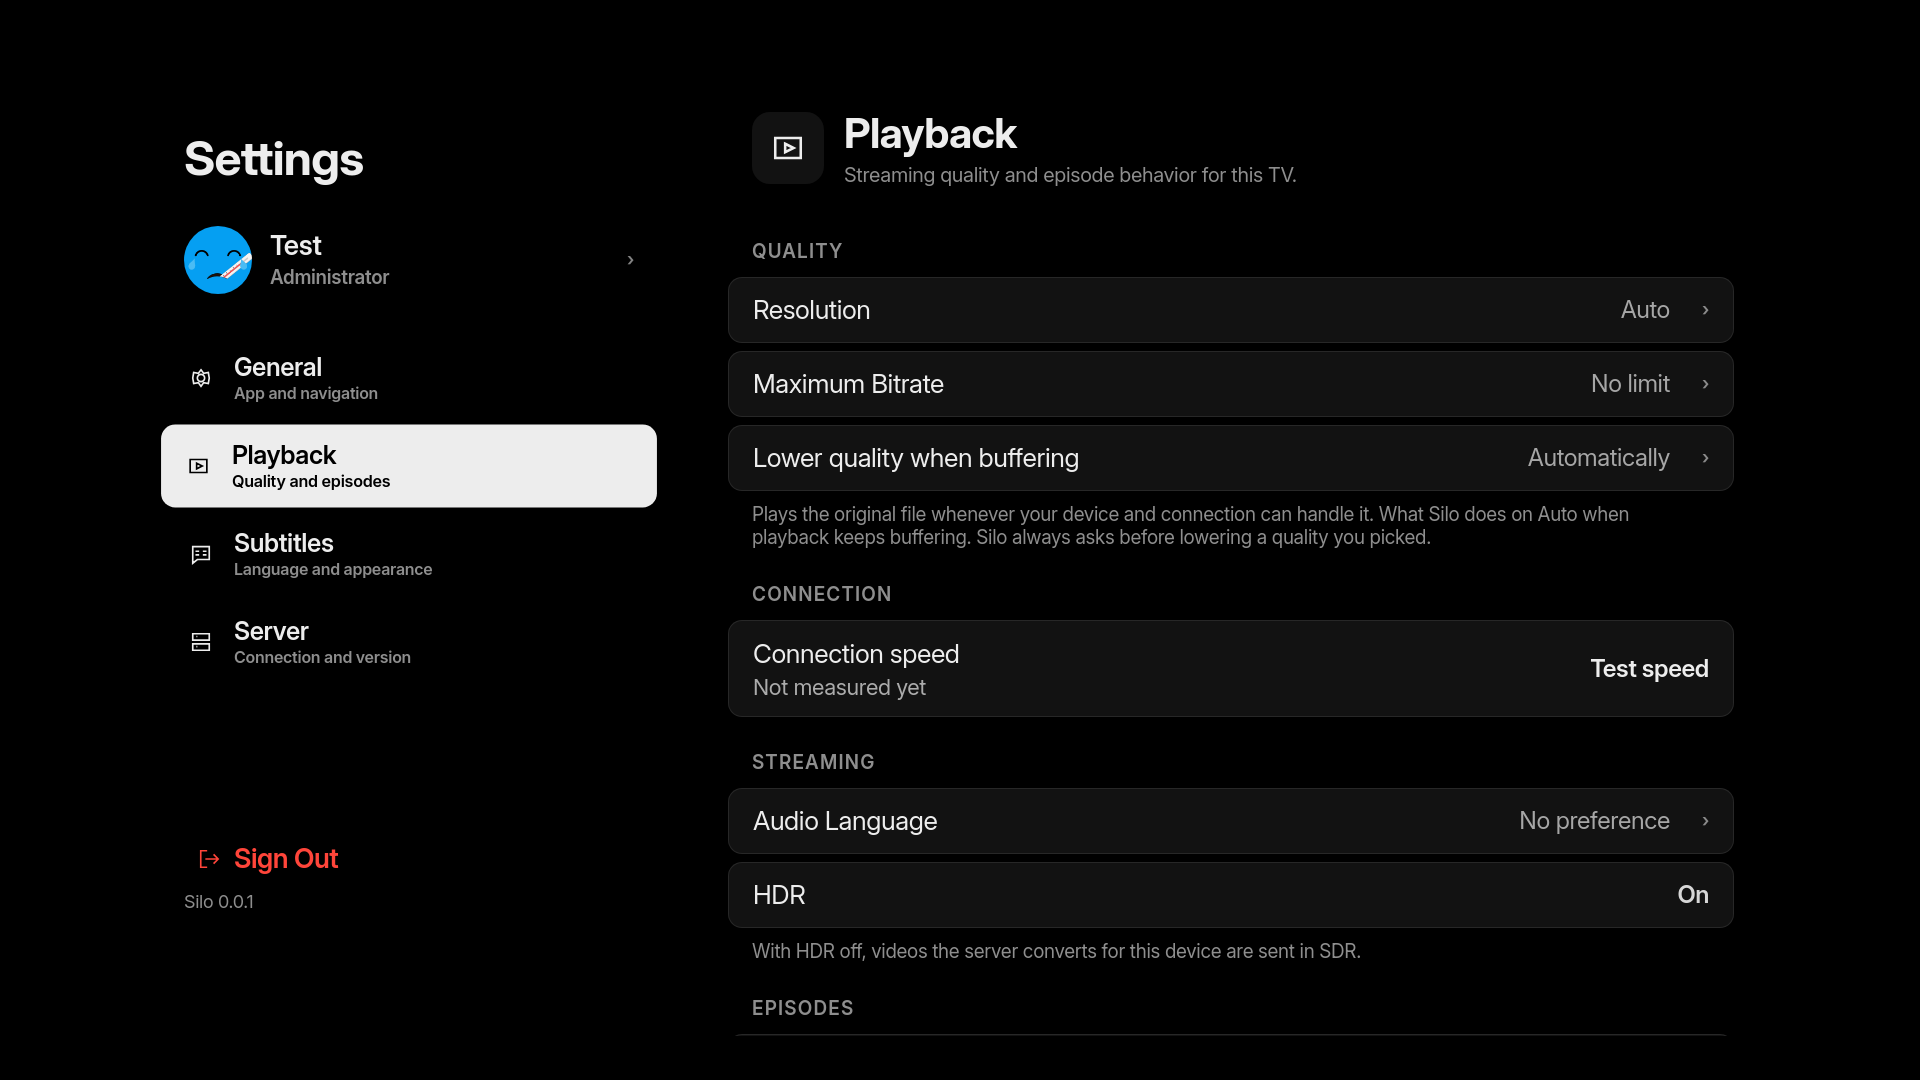 Settings
Test
Administrator
General
App and navigation
Playback
Quality and episodes
Subtitles
Language and appearance
Server
Connection and version
Sign Out
Silo 0.0.1
Playback
Streaming quality and episode behavior for this TV.
QUALITY
Resolution
Auto
Maximum Bitrate
No limit
Lower quality when buffering
Automatically
Plays the original file whenever your device and connection can handle it. What Silo does on Auto when
playback keeps buffering. Silo always asks before lowering a quality you picked.
CONNECTION
Connection speed
Not measured yet
Test speed
STREAMING
Audio Language
No preference
HDR
On
With HDR off, videos the server converts for this device are sent in SDR.
EPISODES